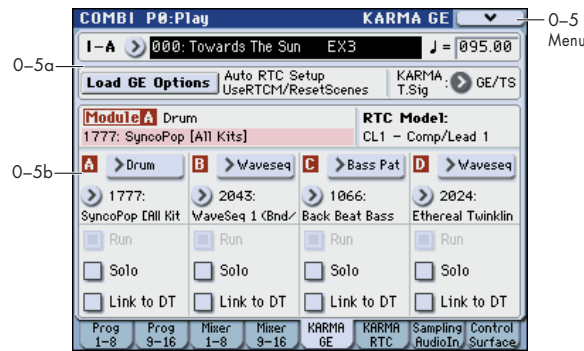 COMBI P0:Play KARMA GE
0–5
Menu
I-A 000: Towards The Sun EX3 ♩= 095.00
0–5a
Load GE Options Auto RTC Setup UseRTCM/ResetScenes KARMA T.Sig : GE/TS
Module A Drum RTC Model:
1777: SyncoPop [All Kits] CL1 - Comp/Lead 1
0–5b
A >Drum B >Waveseq C >Bass Pat D >Waveseq
1777: 2043: 1066: 2024:
SyncoPop [All Kit WaveSeq 1 (Bnd/ Back Beat Bass Ethereal Twinklin
Run Run Run Run
Solo Solo Solo Solo
Link to DT Link to DT Link to DT Link to DT
Prog 1-8 Prog 9-16 Mixer 1-8 Mixer 9-16 KARMA GE KARMA RTC Sampling AudioIn Control Surface